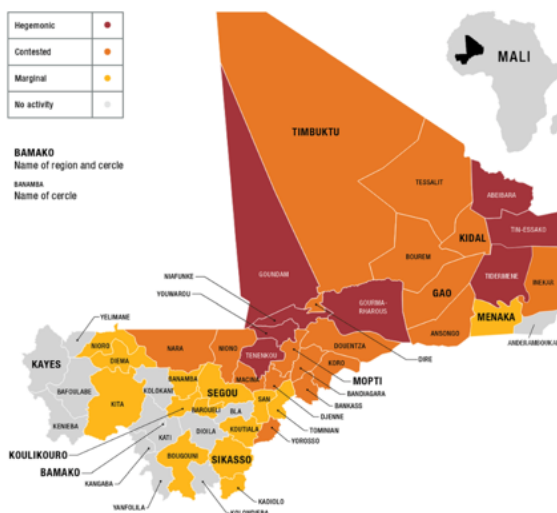 Hegemonic
Contested
Marginal
No activity
BAMAKO
Name of region and cercle
BANAMBA
Name of cercle
MALI
TIMBUKTU
TESSALIT
ABEIBARA
KIDAL
TIN-ESSAKO
BOUREM
GOUNDAM
NIAFUNKE
YOUWAROU
GAO
TIDERMENE
INEKAR
GOURMA-
RHAROUS
YELIMANE
MENAKA
ANSONGO
ANDERAMBOUKANE
NIORO
NARA
NIONO
TENENKOU
DOUENTZA
DIRE
KAYES
DIEMA
KORO
MOPTI
BANAMBA
MACINA
BANDIAGARA
BAFOULABE
KOLOKANI
SEGOU
BANKASS
KITA
SAN
DJENNE
BAROUELI
BLA
TOMINIAN
KENIEBA
KATI
DIOILA
KOUTIALA
YOROSSO
KOULIKOURO
BAMAKO
BOUGOUNI
SIKASSO
KANGABA
KADIOLO
YANFOLILA
KOLONDIEBA